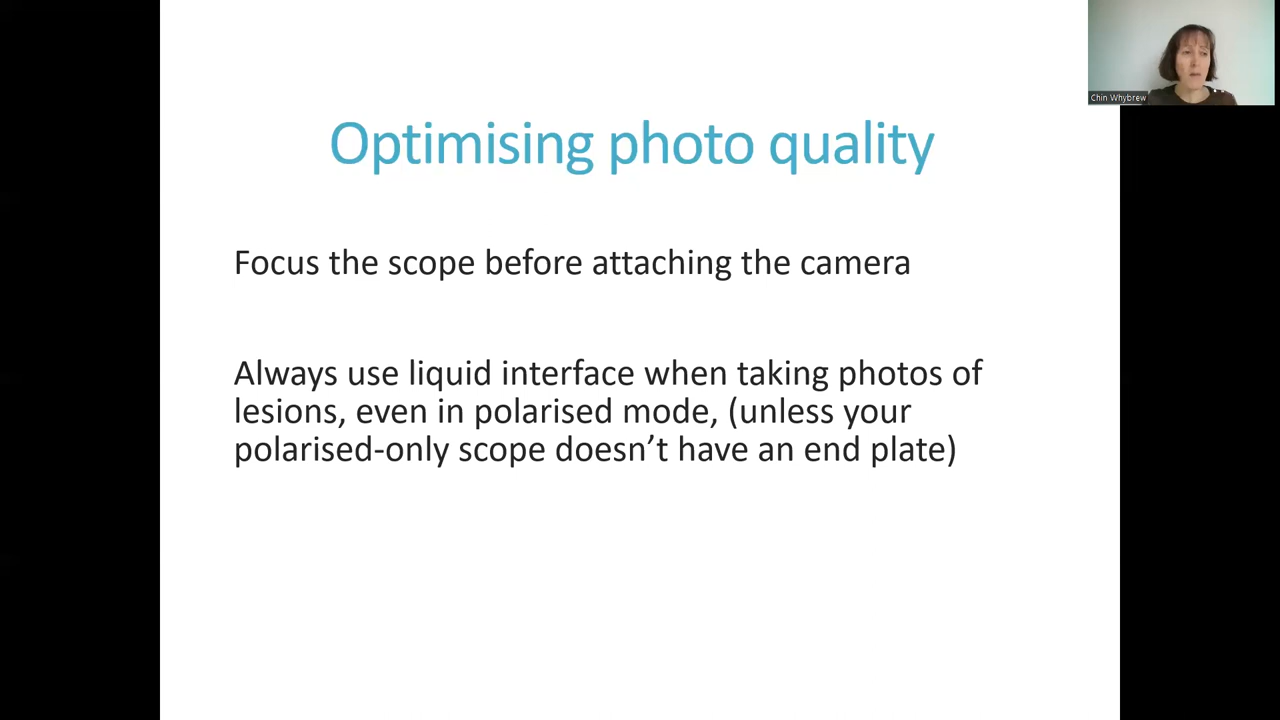 Chin Whybrew
Optimising photo quality
Focus the scope before attaching the camera
Always use liquid interface when taking photos of
lesions, even in polarised mode, (unless your
polarised-only scope doesn’t have an end plate)